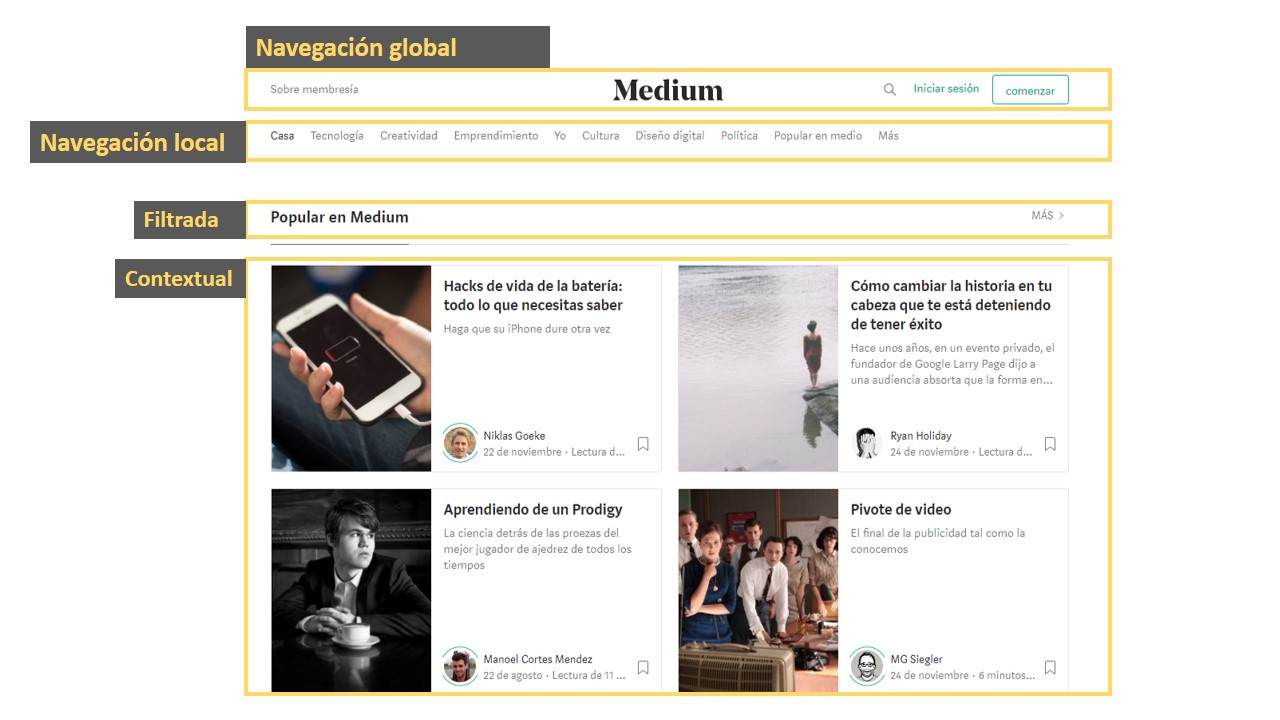 Navegación global
Sobre membresía
Medium
Iniciar sesión
comenzar
Navegación local
Casa Tecnología Creatividad Emprendimiento Yo Cultura Diseño digital Política Popular en medio Más
Filtrada
Popular en Medium
MÁS
Contextual
Hacks de vida de la batería:
todo lo que necesitas saber
Haga que su iPhone dure otra vez
Niklas Goeke
22 de noviembre · Lectura d...
Cómo cambiar la historia en tu
cabeza que te está deteniendo
de tener éxito
Hace unos años, en un evento privado, el
fundador de Google Larry Page dijo a
una audiencia absorta que la forma en...
Ryan Holiday
24 de noviembre · Lectura d...
Aprendiendo de un Prodigy
La ciencia detrás de las proezas del
mejor jugador de ajedrez de todos los
tiempos
Manoel Cortes Mendez
22 de agosto · Lectura de 11 ...
Pivote de video
El final de la publicidad tal como la
conocemos
MG Siegler
24 de noviembre · 6 minutos...